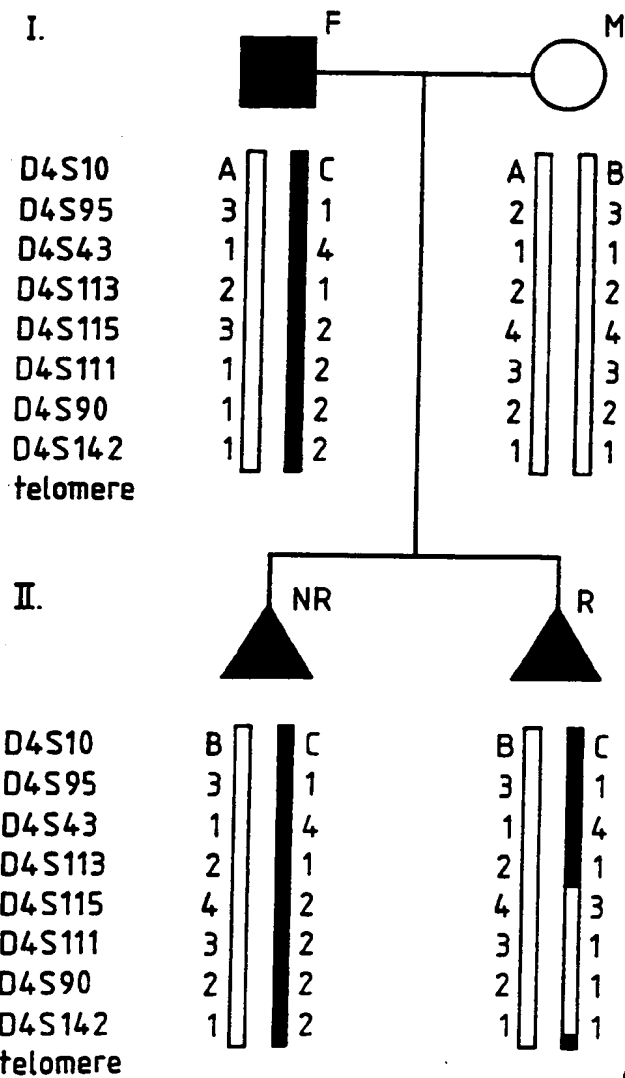 I. F M
D4S10 A C A B
D4S95 3 1 2 3
D4S43 1 4 1 1
D4S113 2 1 2 2
D4S115 3 2 4 4
D4S111 1 2 3 3
D4S90 1 2 2 2
D4S142 1 2 1 1
telomere
II. NR R
D4S10 B C B C
D4S95 3 1 3 1
D4S43 1 4 1 4
D4S113 2 1 2 1
D4S115 4 2 4 3
D4S111 3 2 3 1
D4S90 2 2 2 1
D4S142 1 2 1 1
telomere